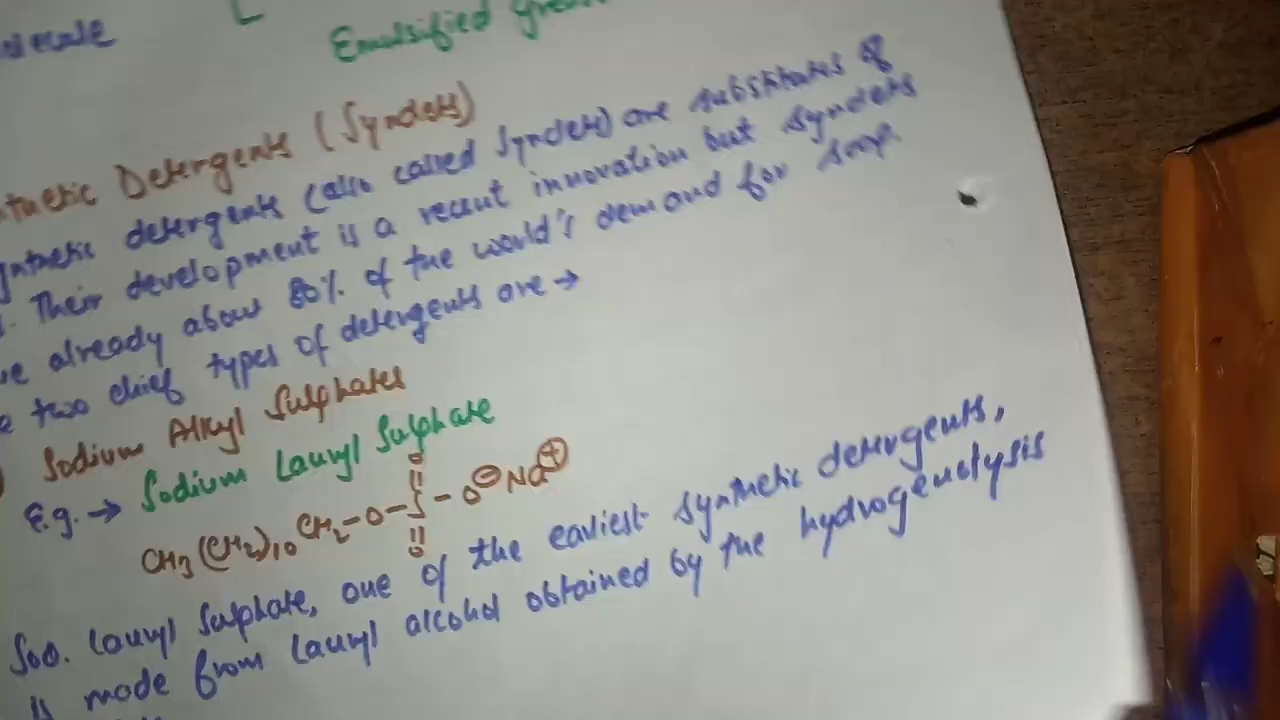 Emulsified
Detergents (Syndets)
detergents (also called Syndets) are substitutes of
Their development is a recent innovation but syndets
already about 80% of the world's demand for soap.
two chief types of detergents are →
Sodium Alkyl Sulphates
E.g. → Sodium Lauryl Sulphate
O
||
CH₃(CH₂)₁₀CH₂-O-S-O⊖Na⊕
||
O
Sod. Lauryl Sulphate, one of the earliest synthetic detergents,
is made from Lauryl alcohol obtained by the hydrogenolysis